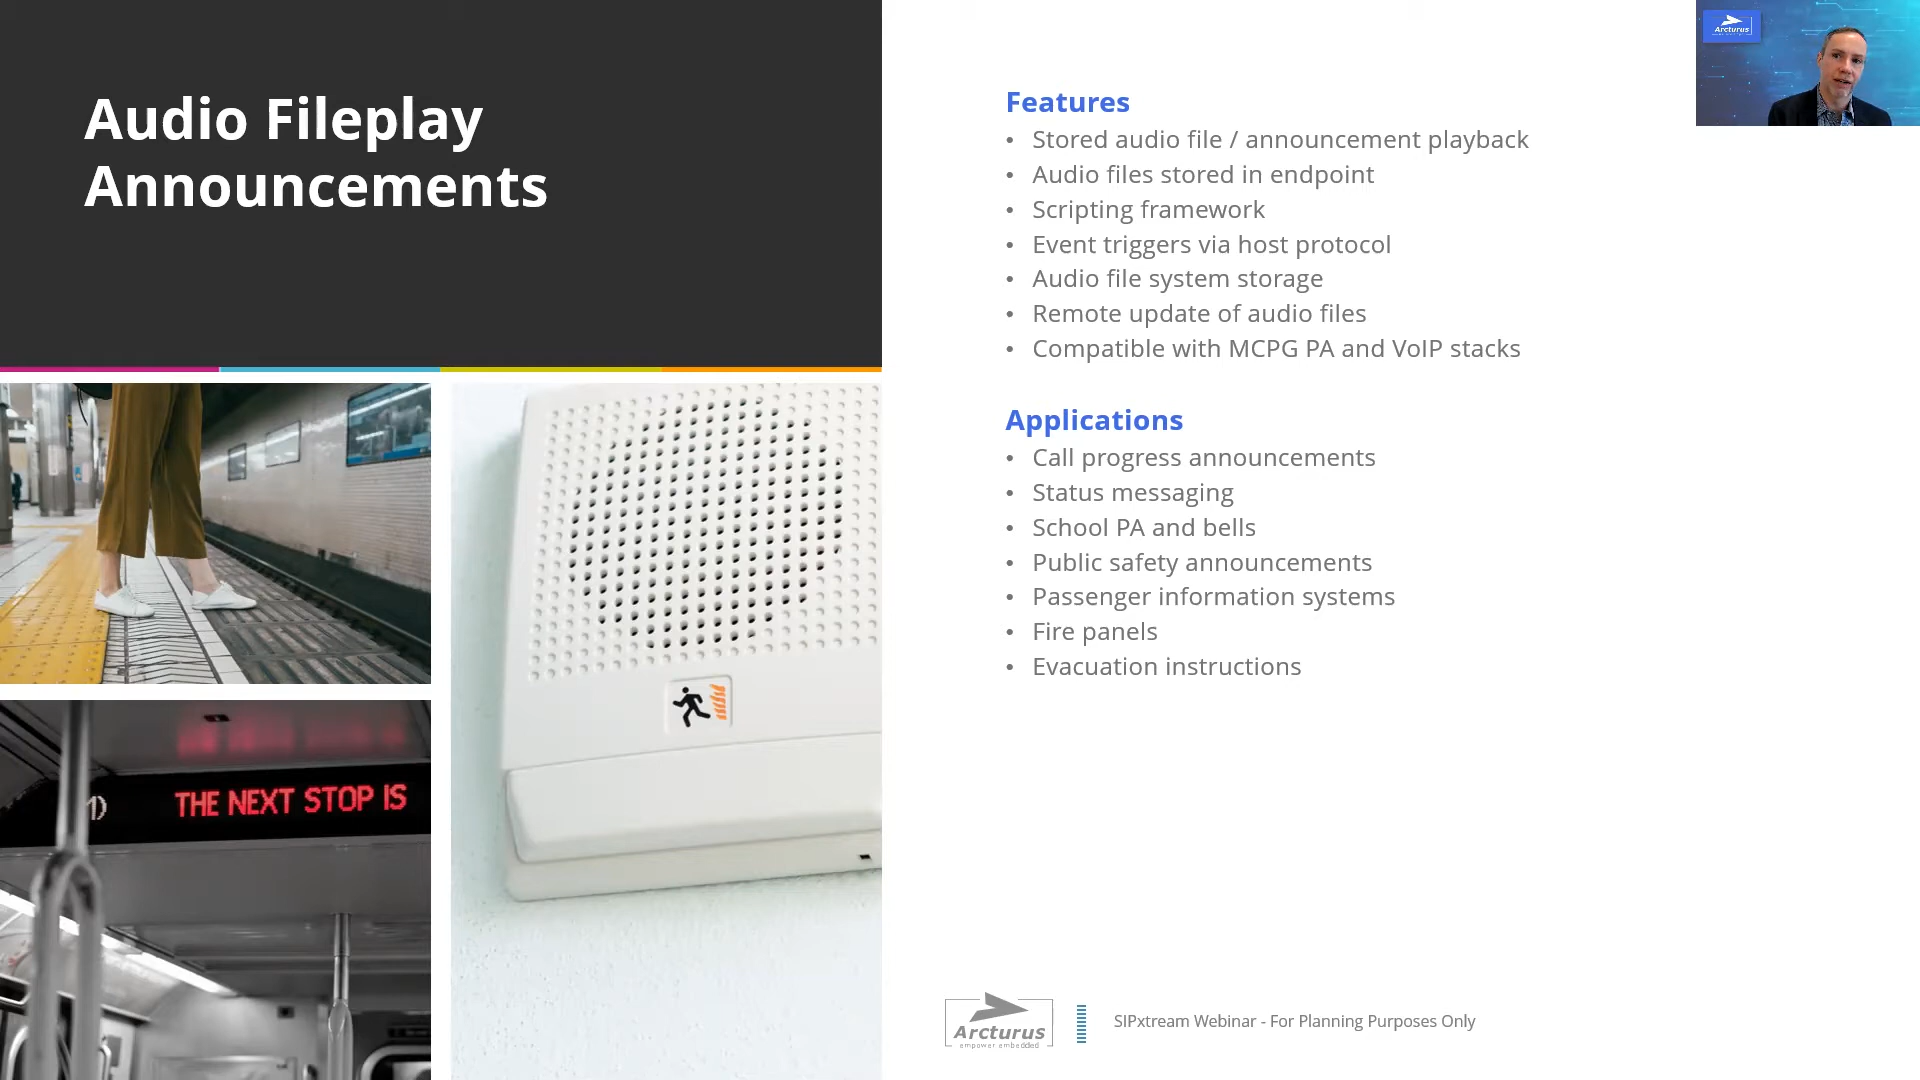 Audio Fileplay
Announcements
Features
• Stored audio file / announcement playback
• Audio files stored in endpoint
• Scripting framework
• Event triggers via host protocol
• Audio file system storage
• Remote update of audio files
• Compatible with MCPG PA and VoIP stacks
Applications
• Call progress announcements
• Status messaging
• School PA and bells
• Public safety announcements
• Passenger information systems
• Fire panels
• Evacuation instructions
Arcturus
THE NEXT STOP IS
Arcturus
empower embedded
SIPxtream Webinar - For Planning Purposes Only